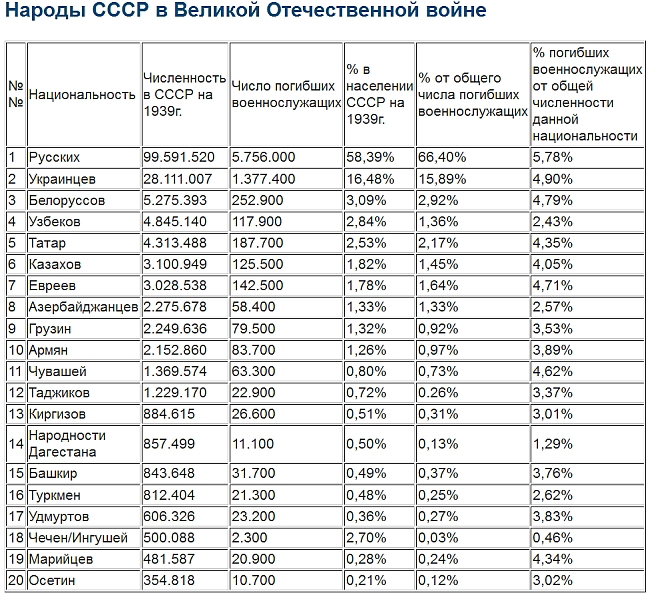 Народы СССР в Великой Отечественной войне
№ № Национальность Численность в СССР на 1939г. Число погибших военнослужащих % в населении СССР на 1939г. % от общего числа погибших военнослужащих % погибших военнослужащих от общей численности данной национальности
1 Русских 99.591.520 5.756.000 58,39% 66,40% 5,78%
2 Украинцев 28.111.007 1.377.400 16,48% 15,89% 4,90%
3 Белоруссов 5.275.393 252.900 3,09% 2,92% 4,79%
4 Узбеков 4.845.140 117.900 2,84% 1,36% 2,43%
5 Татар 4.313.488 187.700 2,53% 2,17% 4,35%
6 Казахов 3.100.949 125.500 1,82% 1,45% 4,05%
7 Евреев 3.028.538 142.500 1,78% 1,64% 4,71%
8 Азербайджанцев 2.275.678 58.400 1,33% 1,33% 2,57%
9 Грузин 2.249.636 79.500 1,32% 0,92% 3,53%
10 Армян 2.152.860 83.700 1,26% 0,97% 3,89%
11 Чувашей 1.369.574 63.300 0,80% 0,73% 4,62%
12 Таджиков 1.229.170 22.900 0,72% 0.26% 3,37%
13 Киргизов 884.615 26.600 0,51% 0,31% 3,01%
14 Народности Дагестана 857.499 11.100 0,50% 0,13% 1,29%
15 Башкир 843.648 31.700 0,49% 0,37% 3,76%
16 Туркмен 812.404 21.300 0,48% 0,25% 2,62%
17 Удмуртов 606.326 23.200 0,36% 0,27% 3,83%
18 Чечен/Ингушей 500.088 2.300 2,70% 0,03% 0,46%
19 Марийцев 481.587 20.900 0,28% 0,24% 4,34%
20 Осетин 354.818 10.700 0,21% 0,12% 3,02%